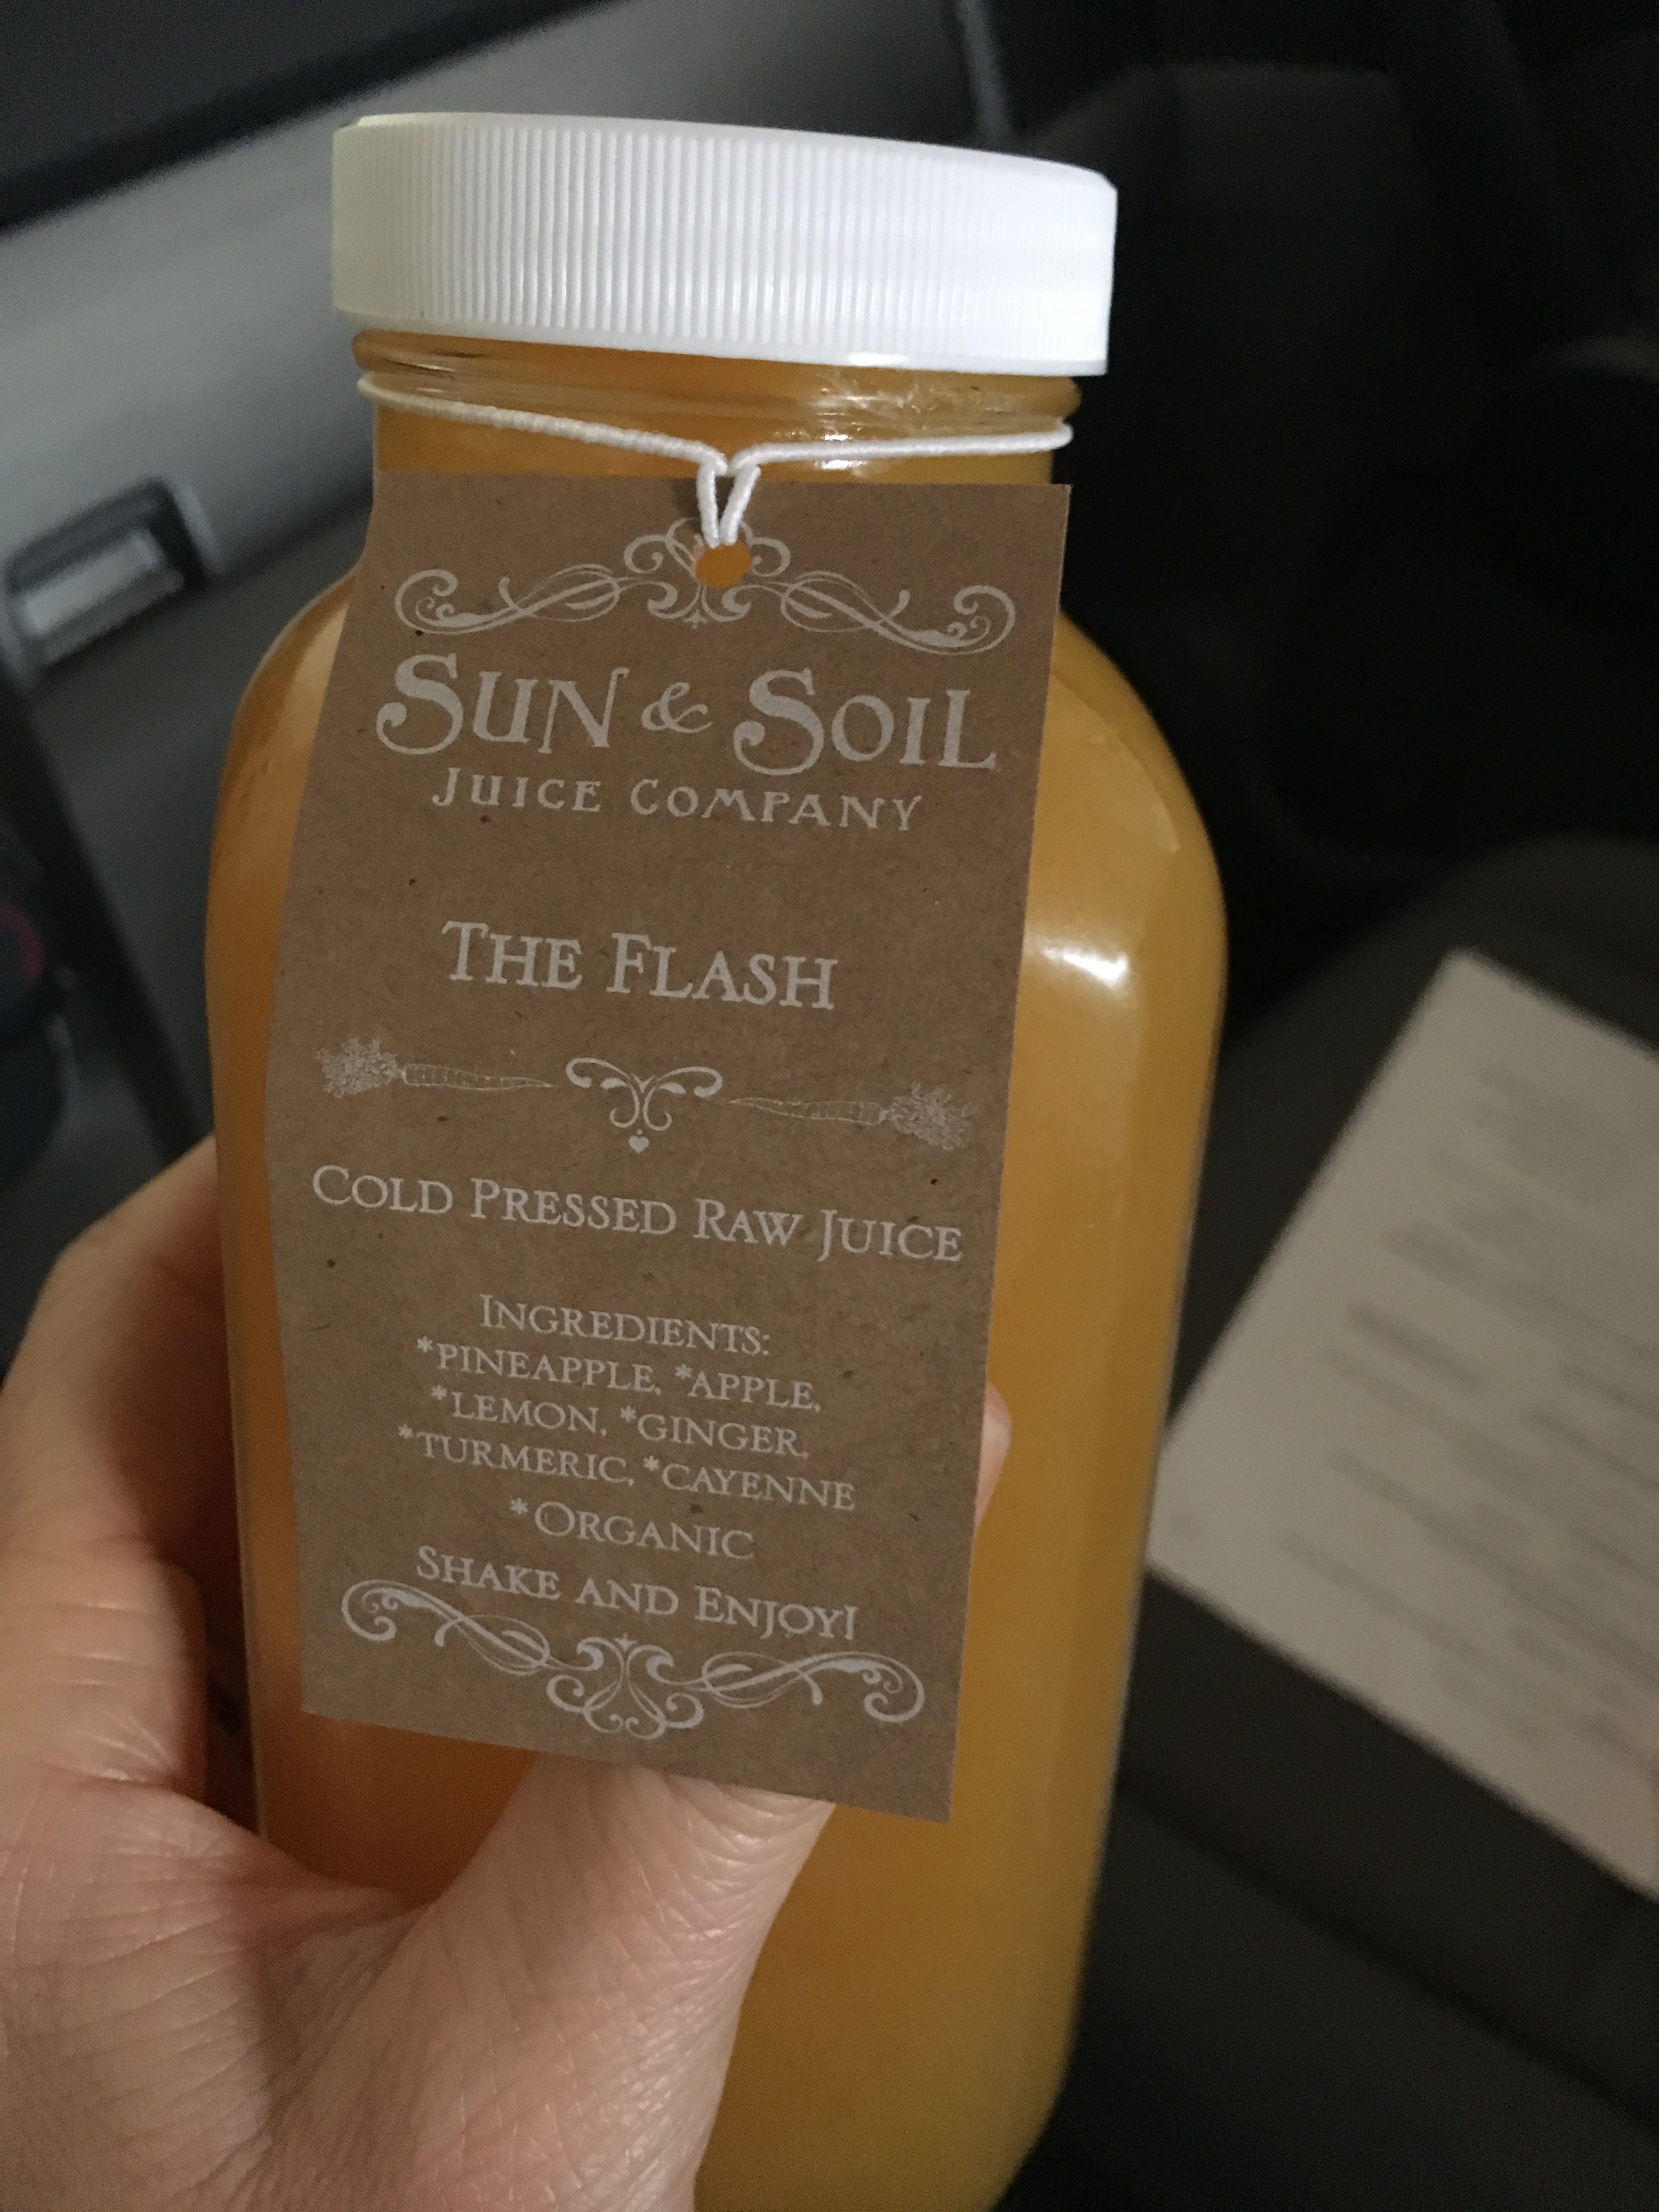 SUN & SOIL
JUICE COMPANY
THE FLASH
COLD PRESSED RAW JUICE
INGREDIENTS:
*PINEAPPLE, *APPLE,
*LEMON, *GINGER,
*TURMERIC, *CAYENNE
*ORGANIC
SHAKE AND ENJOY!